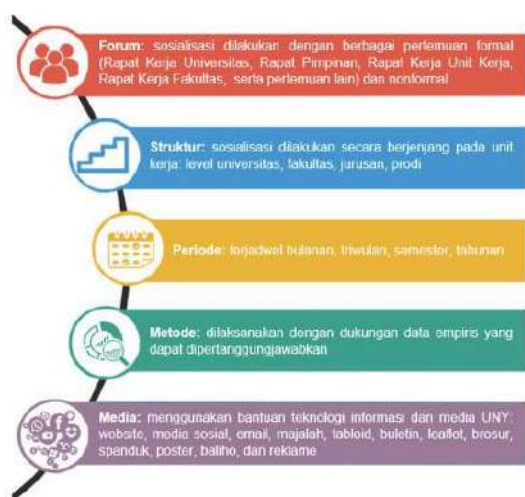 Forum: sosialisasi dilakukan dengan berbagai pertemuan formal
(Rapat Kerja Universitas, Rapat Pimpinan, Rapat Kerja Unit Kerja,
Rapat Kerja Fakultas, serta pertemuan lain) dan nonformal
Struktur: sosialisasi dilakukan secara berjenjang pada unit
kerja: level universitas, fakultas, jurusan, prodi
Periode: terjadwal bulanan, triwulan, semester, tahunan
Metode: dilaksanakan dengan dukungan data empiris yang
dapat dipertanggungjawabkan
Media: menggunakan bantuan teknologi informasi dan media UNY:
website, media sosial, email, majalah, tabloid, buletin, leaflet, brosur,
spanduk, poster, baliho, dan reklame